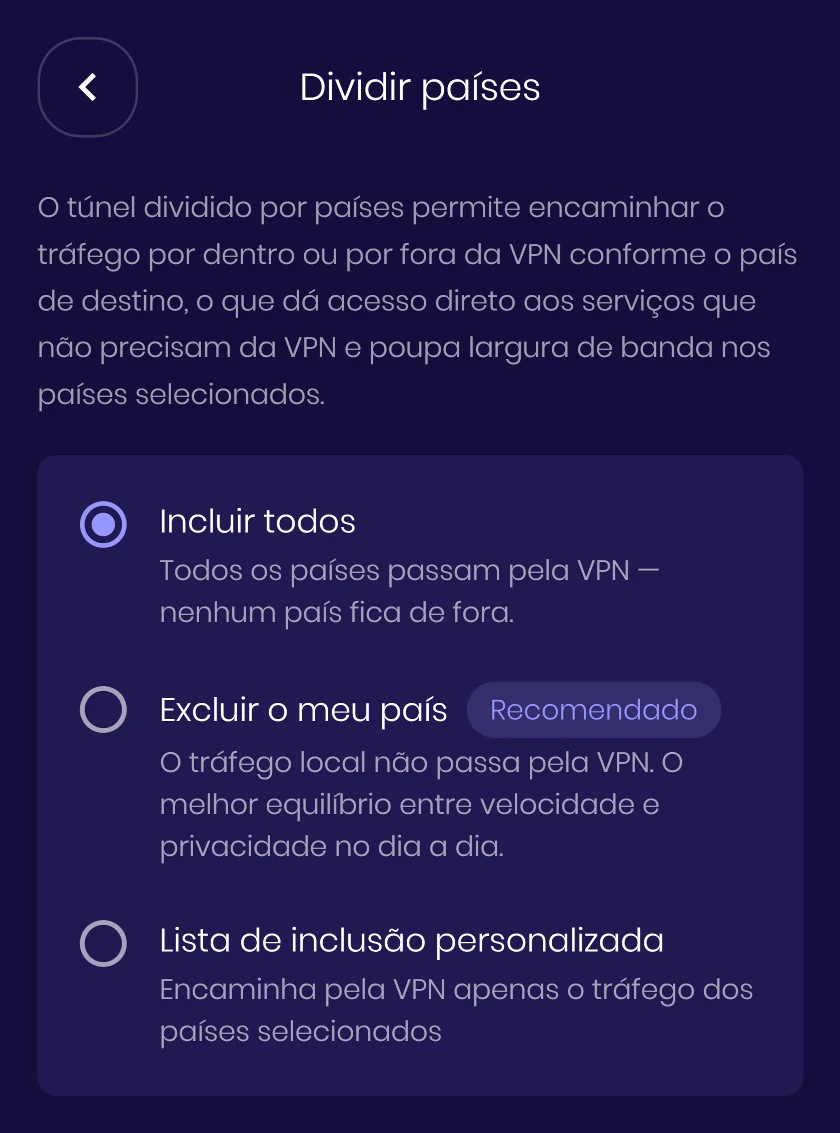 Dividir países
O túnel dividido por países permite encaminhar o
tráfego por dentro ou por fora da VPN conforme o país
de destino, o que dá acesso direto aos serviços que
não precisam da VPN e poupa largura de banda nos
países selecionados.
Incluir todos
Todos os países passam pela VPN —
nenhum país fica de fora.
Excluir o meu país Recomendado
O tráfego local não passa pela VPN. O
melhor equilíbrio entre velocidade e
privacidade no dia a dia.
Lista de inclusão personalizada
Encaminha pela VPN apenas o tráfego dos
países selecionados